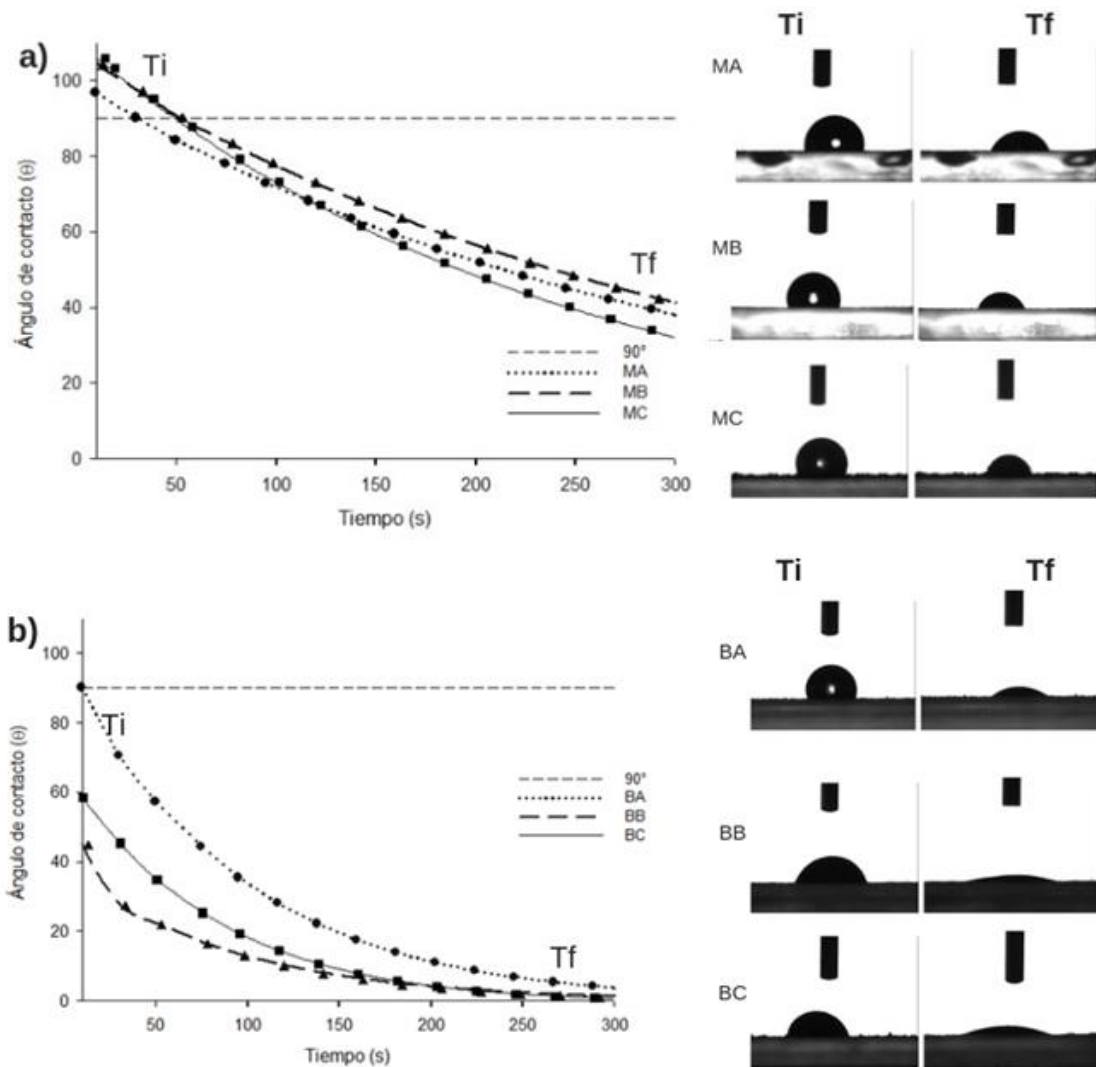 a)
Ti
Tf
Ángulo de contacto (θ)
100
80
60
40
20
0
50
100
150
200
250
300
Tiempo (s)
90°
MA
MB
MC
Ti
Tf
MA
MB
MC
b)
Ti
Tf
Ángulo de contacto (θ)
100
80
60
40
20
0
50
100
150
200
250
300
Tiempo (s)
90°
BA
BB
BC
Ti
Tf
BA
BB
BC